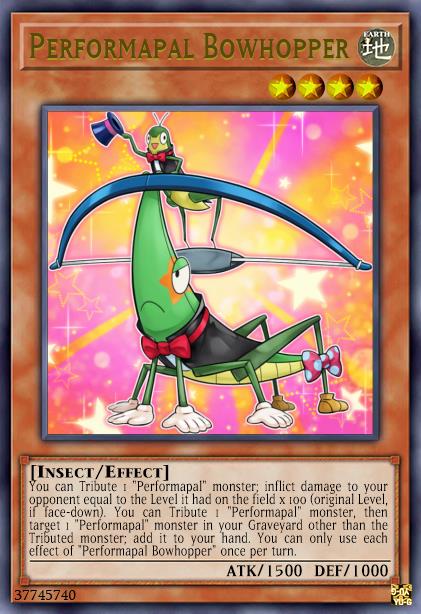 Performapal Bowhopper
EARTH
地
[Insect/Effect]
You can Tribute 1 "Performapal" monster; inflict damage to your
opponent equal to the Level it had on the field x 100 (original Level,
if face-down). You can Tribute 1 "Performapal" monster, then
target 1 "Performapal" monster in your Graveyard other than the
Tributed monster; add it to your hand. You can only use each
effect of "Performapal Bowhopper" once per turn.
ATK/1500 DEF/1000
37745740